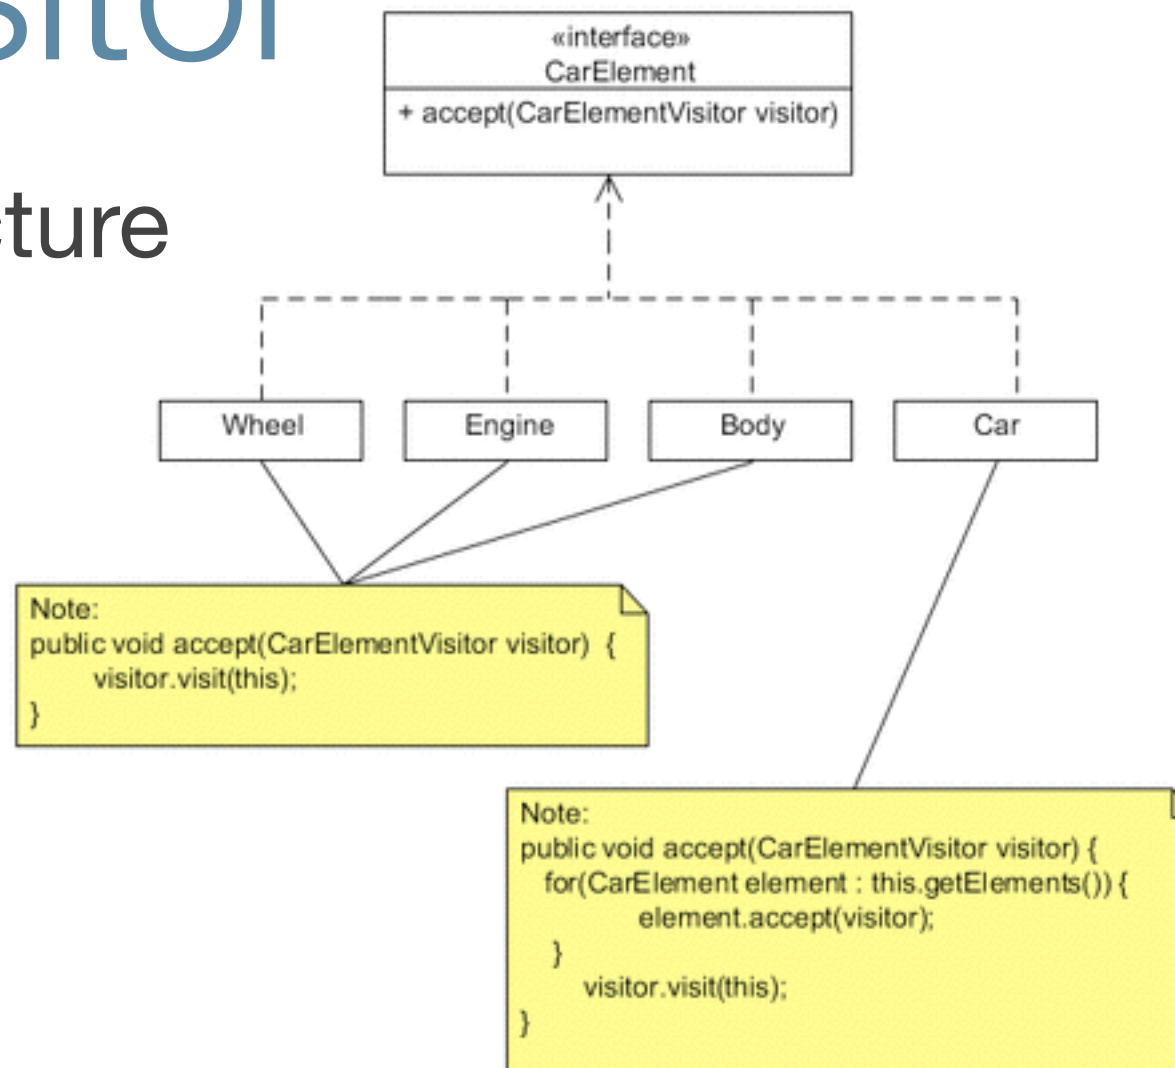 sitor
cture
«interface»
CarElement
+ accept(CarElementVisitor visitor)
Wheel
Engine
Body
Car
Note:
public void accept(CarElementVisitor visitor) {
visitor.visit(this);
}
Note:
public void accept(CarElementVisitor visitor) {
for(CarElement element : this.getElements()) {
element.accept(visitor);
}
visitor.visit(this);
}